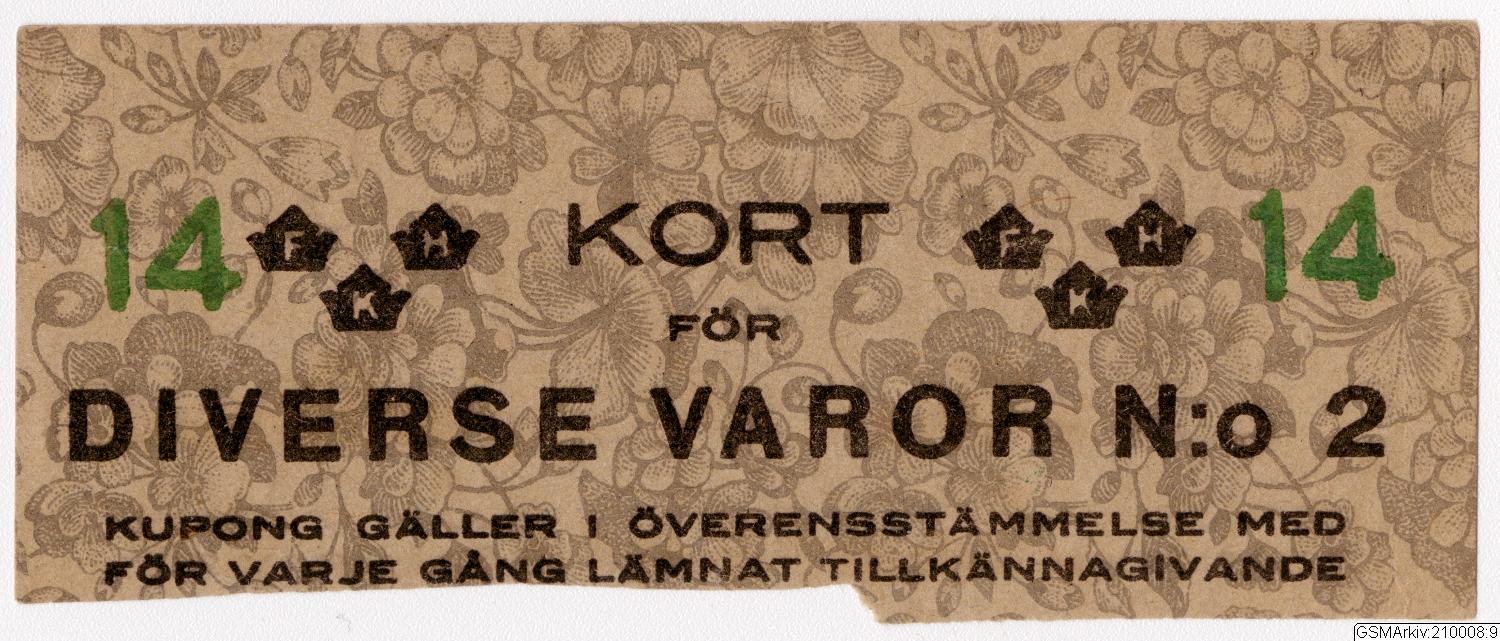 14 F H KORT F H 14
K K
FÖR
DIVERSE VAROR N:o 2
KUPONG GÄLLER I ÖVERENSSTÄMMELSE MED
FÖR VARJE GÅNG LÄMNAT TILLKÄNNAGIVANDE
GSMArkiv:210008:9